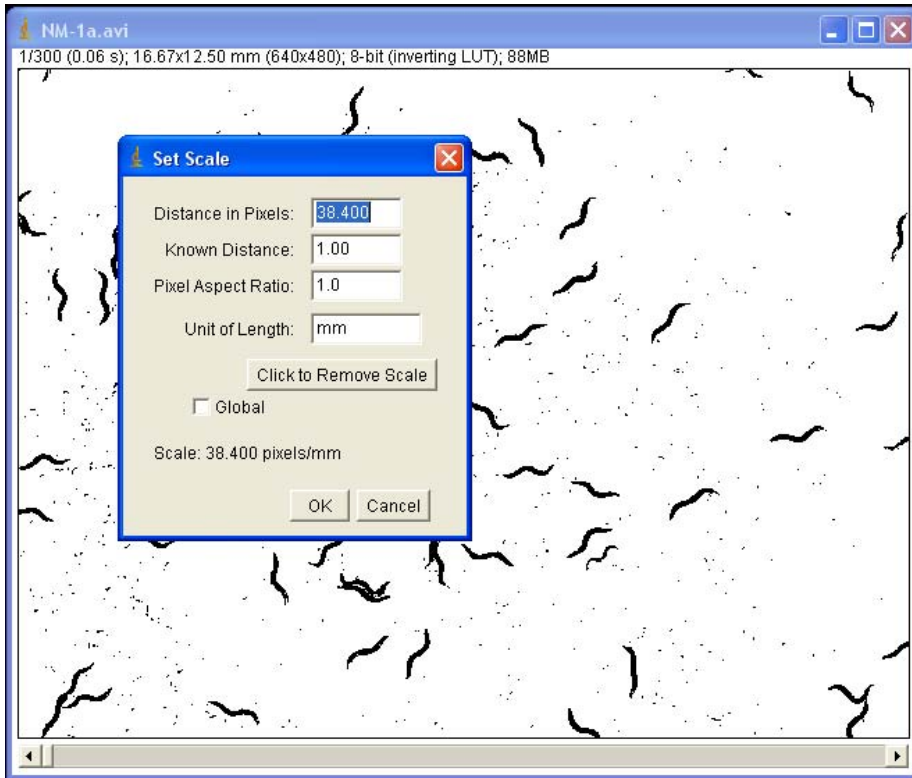 NM-1a.avi
1/300 (0.06 s); 16.67x12.50 mm (640x480); 8-bit (inverting LUT); 88MB
Set Scale
Distance in Pixels: 38.400
Known Distance: 1.00
Pixel Aspect Ratio: 1.0
Unit of Length: mm
Click to Remove Scale
Global
Scale: 38.400 pixels/mm
OK Cancel